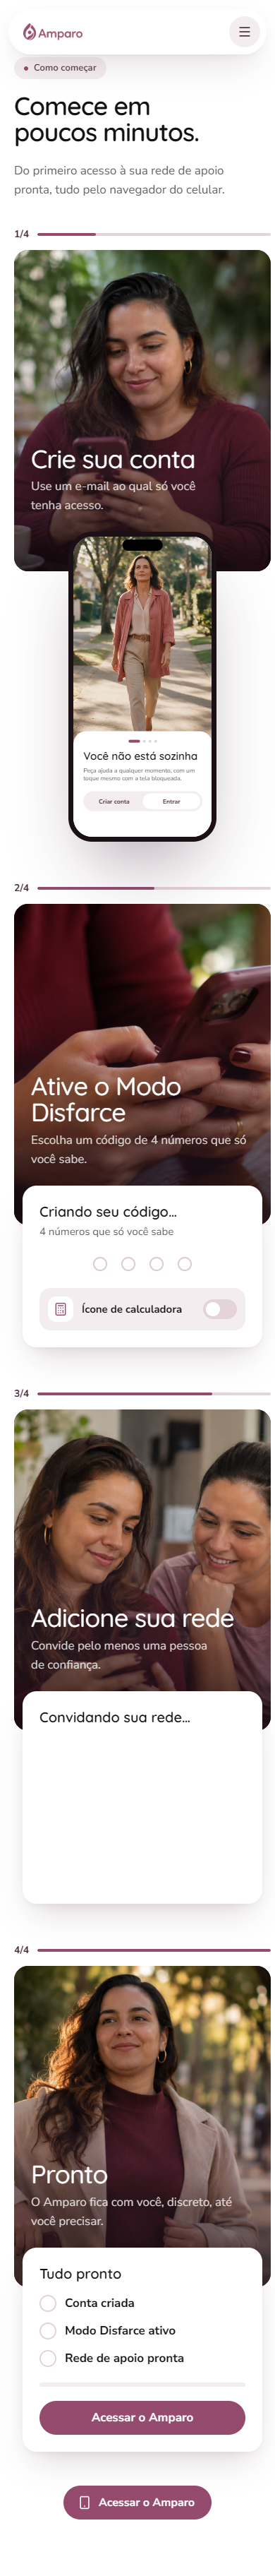 Amparo
Como começar
Comece em
poucos minutos.
Do primeiro acesso à sua rede de apoio
pronta, tudo pelo navegador do celular.
1/4
Crie sua conta
Use um e-mail ao qual só você
tenha acesso.
Você não está sozinha
Peça ajuda a qualquer momento, com um
toque mesmo com a tela bloqueada.
Criar conta
Entrar
2/4
Ative o Modo
Disfarce
Escolha um código de 4 números que só
você sabe.
Criando seu código...
4 números que só você sabe
Ícone de calculadora
3/4
Adicione sua rede
Convide pelo menos uma pessoa
de confiança.
Convidando sua rede...
4/4
Pronto
O Amparo fica com você, discreto, até
você precisar.
Tudo pronto
Conta criada
Modo Disfarce ativo
Rede de apoio pronta
Acessar o Amparo
Acessar o Amparo